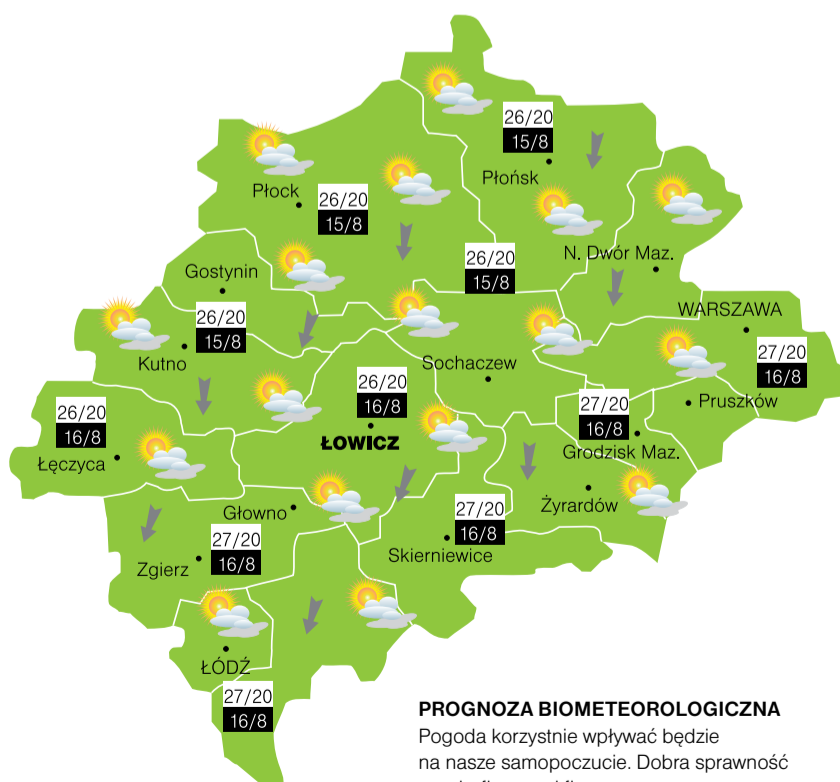 26/20
15/8
Płońsk
Płock
26/20
15/8
N. Dwór Maz.
26/20
15/8
Gostynin
WARSZAWA
26/20
15/8
Kutno
27/20
16/8
Sochaczew
26/20
16/8
ŁOWICZ
Pruszków
27/20
16/8
Grodzisk Maz.
26/20
16/8
Łęczyca
Żyrardów
Głowno
27/20
16/8
Skierniewice
27/20
16/8
Zgierz
ŁÓDŹ
27/20
16/8
PROGNOZA BIOMETEOROLOGICZNA
Pogoda korzystnie wpływać będzie
na nasze samopoczucie. Dobra sprawność